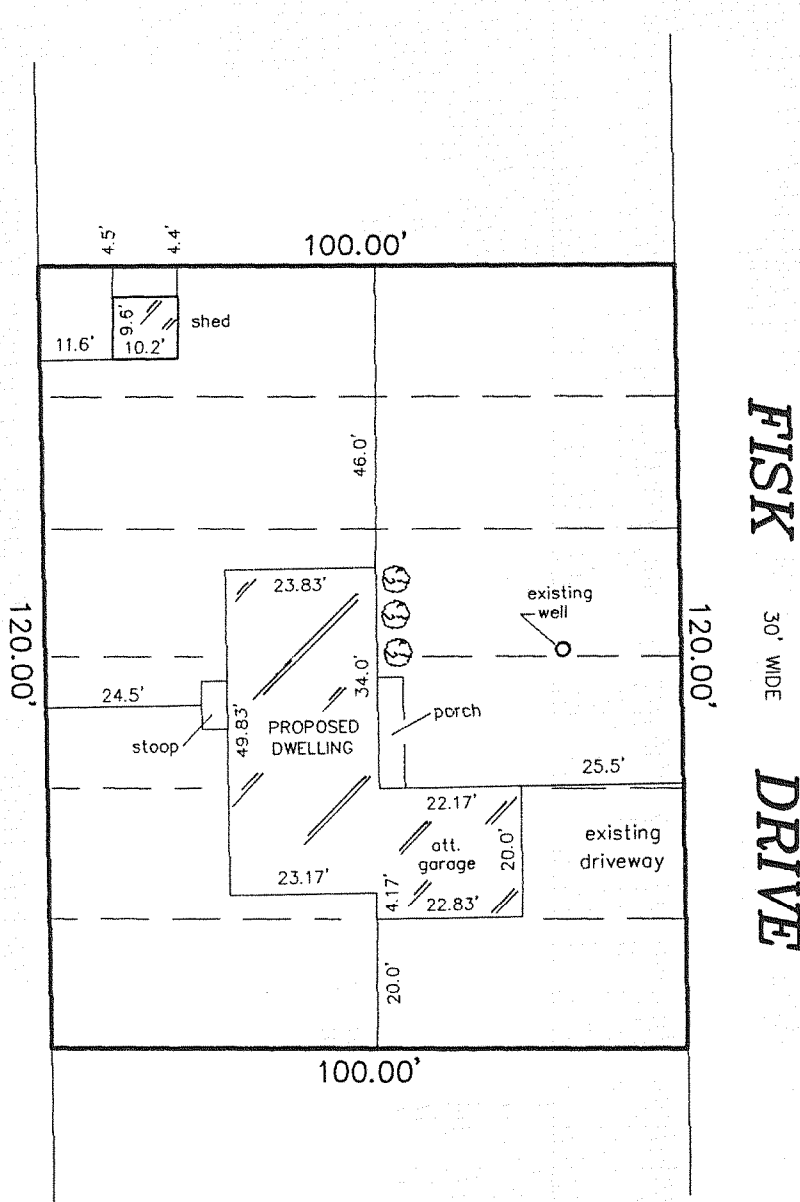 4.5'
4.4'
100.00'
9.6'
shed
11.6'
10.2'
46.0'
FISK
30' WIDE
DRIVE
23.83'
existing
well
120.00'
120.00'
34.0'
24.5'
49.83'
PROPOSED
DWELLING
porch
stoop
25.5'
22.17'
att.
garage
20.0'
existing
driveway
23.17'
4.17'
22.83'
20.0'
100.00'